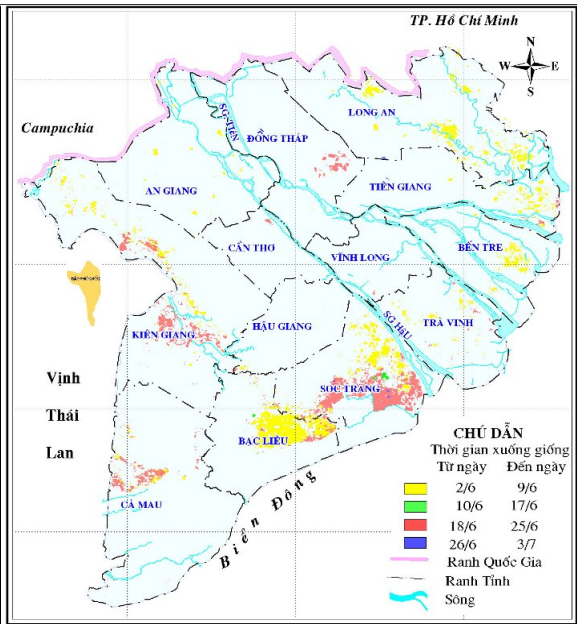 TP. Hồ Chí Minh
N
W E
S
Campuchia
LONG AN
SG.TIỀN
ĐỒNG THÁP
AN GIANG
TIỀN GIANG
CẦN THƠ
VĨNH LONG
BẾN TRE
SG HẬU
TRÀ VINH
KIÊN GIANG
HẬU GIANG
SÓC TRĂNG
BẠC LIÊU
CÀ MAU
Vịnh
Thái
Lan
Biển Đông
CHÚ DẪN
Thời gian xuống giống
Từ ngày Đến ngày
2/6 9/6
10/6 17/6
18/6 25/6
26/6 3/7
Ranh Quốc Gia
Ranh Tỉnh
Sông